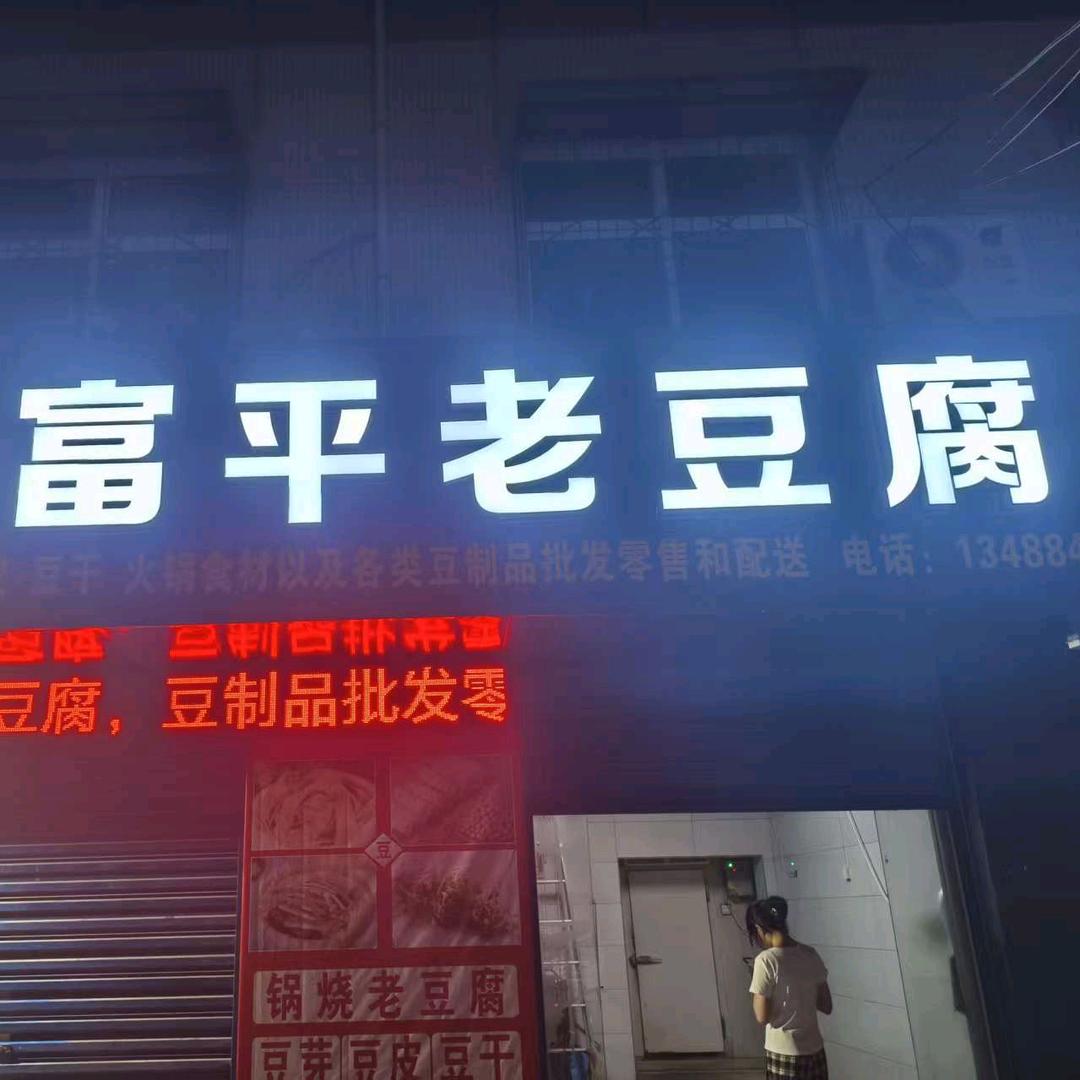 富平老豆腐
豆干 火锅食材以及各类豆制品批发零售和配送 电话：13488
豆腐，豆制品批发零
豆
锅烧老豆腐
豆芽 豆皮 豆干